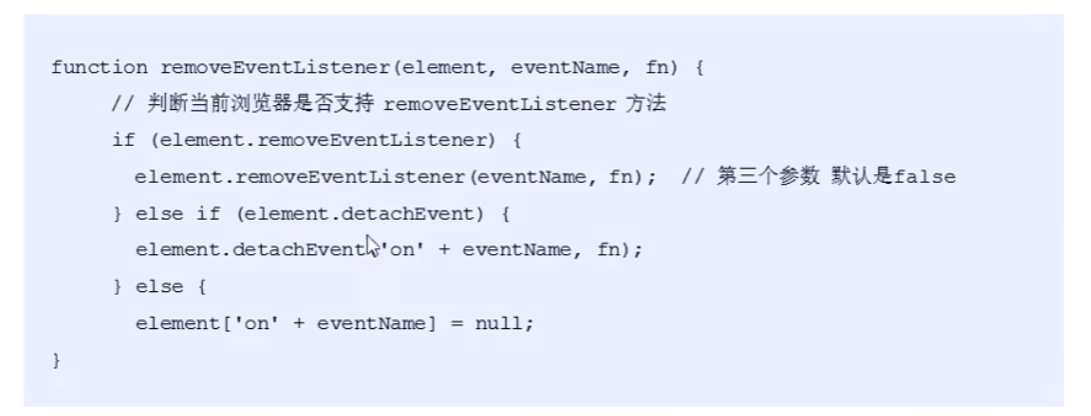 function removeEventListener(element, eventName, fn) {
// 判断当前浏览器是否支持 removeEventListener 方法
if (element.removeEventListener) {
element.removeEventListener(eventName, fn); // 第三个参数 默认是false
} else if (element.detachEvent) {
element.detachEvent('on' + eventName, fn);
} else {
element['on' + eventName] = null;
}